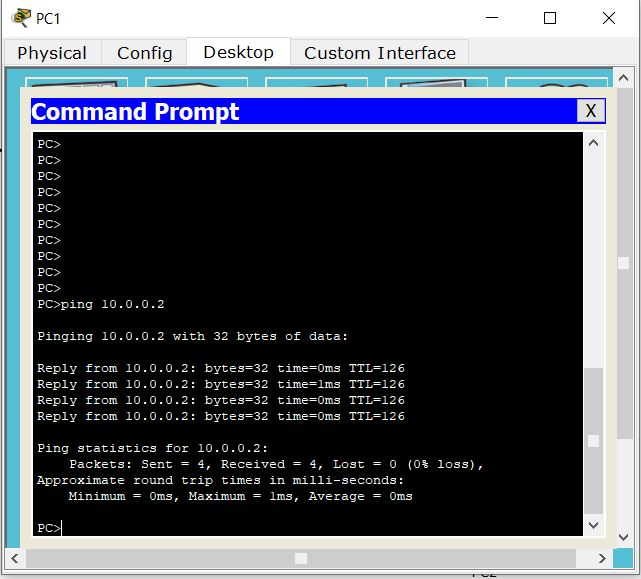 PC1
Physical Config Desktop Custom Interface
Command Prompt X
PC>
PC>
PC>
PC>
PC>
PC>
PC>
PC>
PC>
PC>
PC>ping 10.0.0.2
Pinging 10.0.0.2 with 32 bytes of data:
Reply from 10.0.0.2: bytes=32 time=0ms TTL=126
Reply from 10.0.0.2: bytes=32 time=1ms TTL=126
Reply from 10.0.0.2: bytes=32 time=0ms TTL=126
Reply from 10.0.0.2: bytes=32 time=0ms TTL=126
Ping statistics for 10.0.0.2:
Packets: Sent = 4, Received = 4, Lost = 0 (0% loss),
Approximate round trip times in milli-seconds:
Minimum = 0ms, Maximum = 1ms, Average = 0ms
PC>